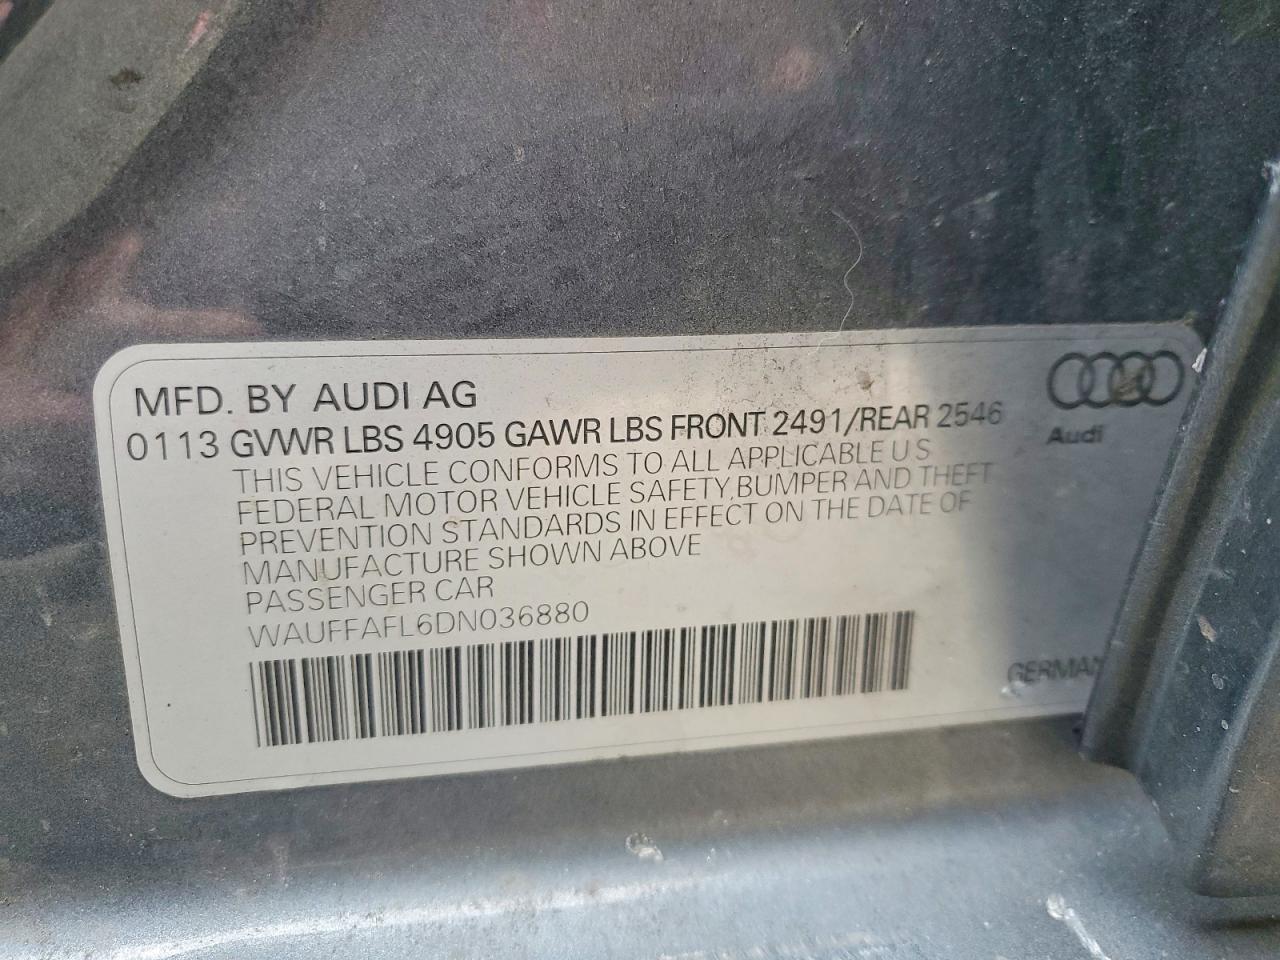 MFD. BY AUDI AG
0113 GVWR LBS 4905 GAWR LBS FRONT 2491/REAR 2546
Audi
THIS VEHICLE CONFORMS TO ALL APPLICABLE U S
FEDERAL MOTOR VEHICLE SAFETY, BUMPER AND THEFT
PREVENTION STANDARDS IN EFFECT ON THE DATE OF
MANUFACTURE SHOWN ABOVE
PASSENGER CAR
WAUFFAFL6DN036880
GERMAN